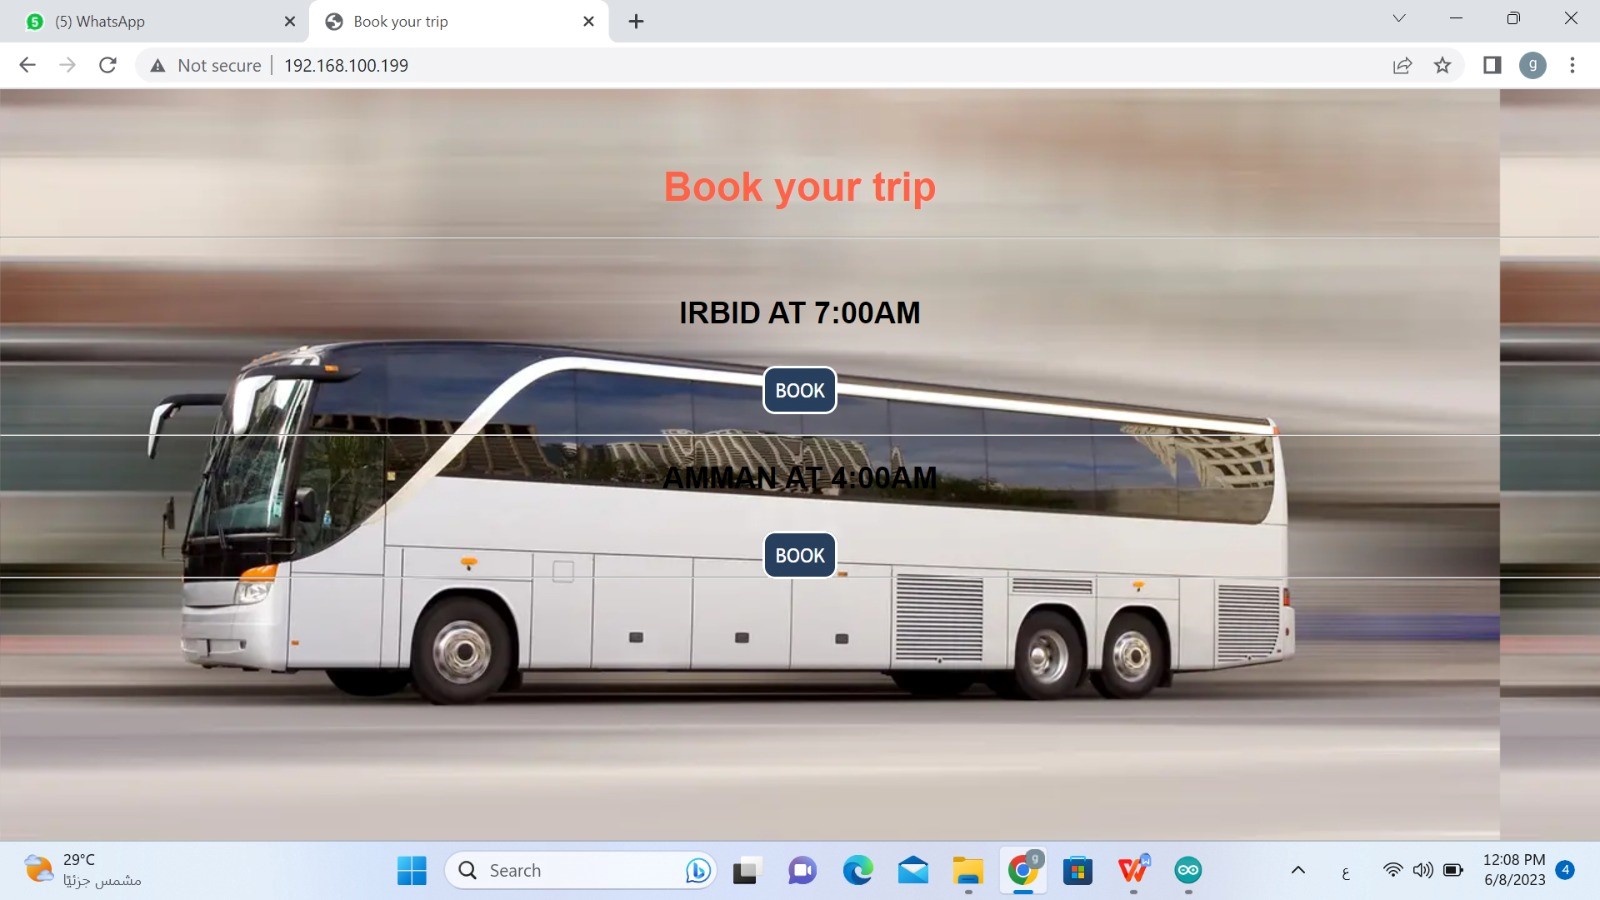 (5) WhatsApp
Book your trip
Not secure
192.168.100.199
g
Book your trip
IRBID AT 7:00AM
BOOK
AMMAN AT 4:00AM
BOOK
29°C
مشمس جزئيًا
Search
ع
12:08 PM
6/8/2023
4